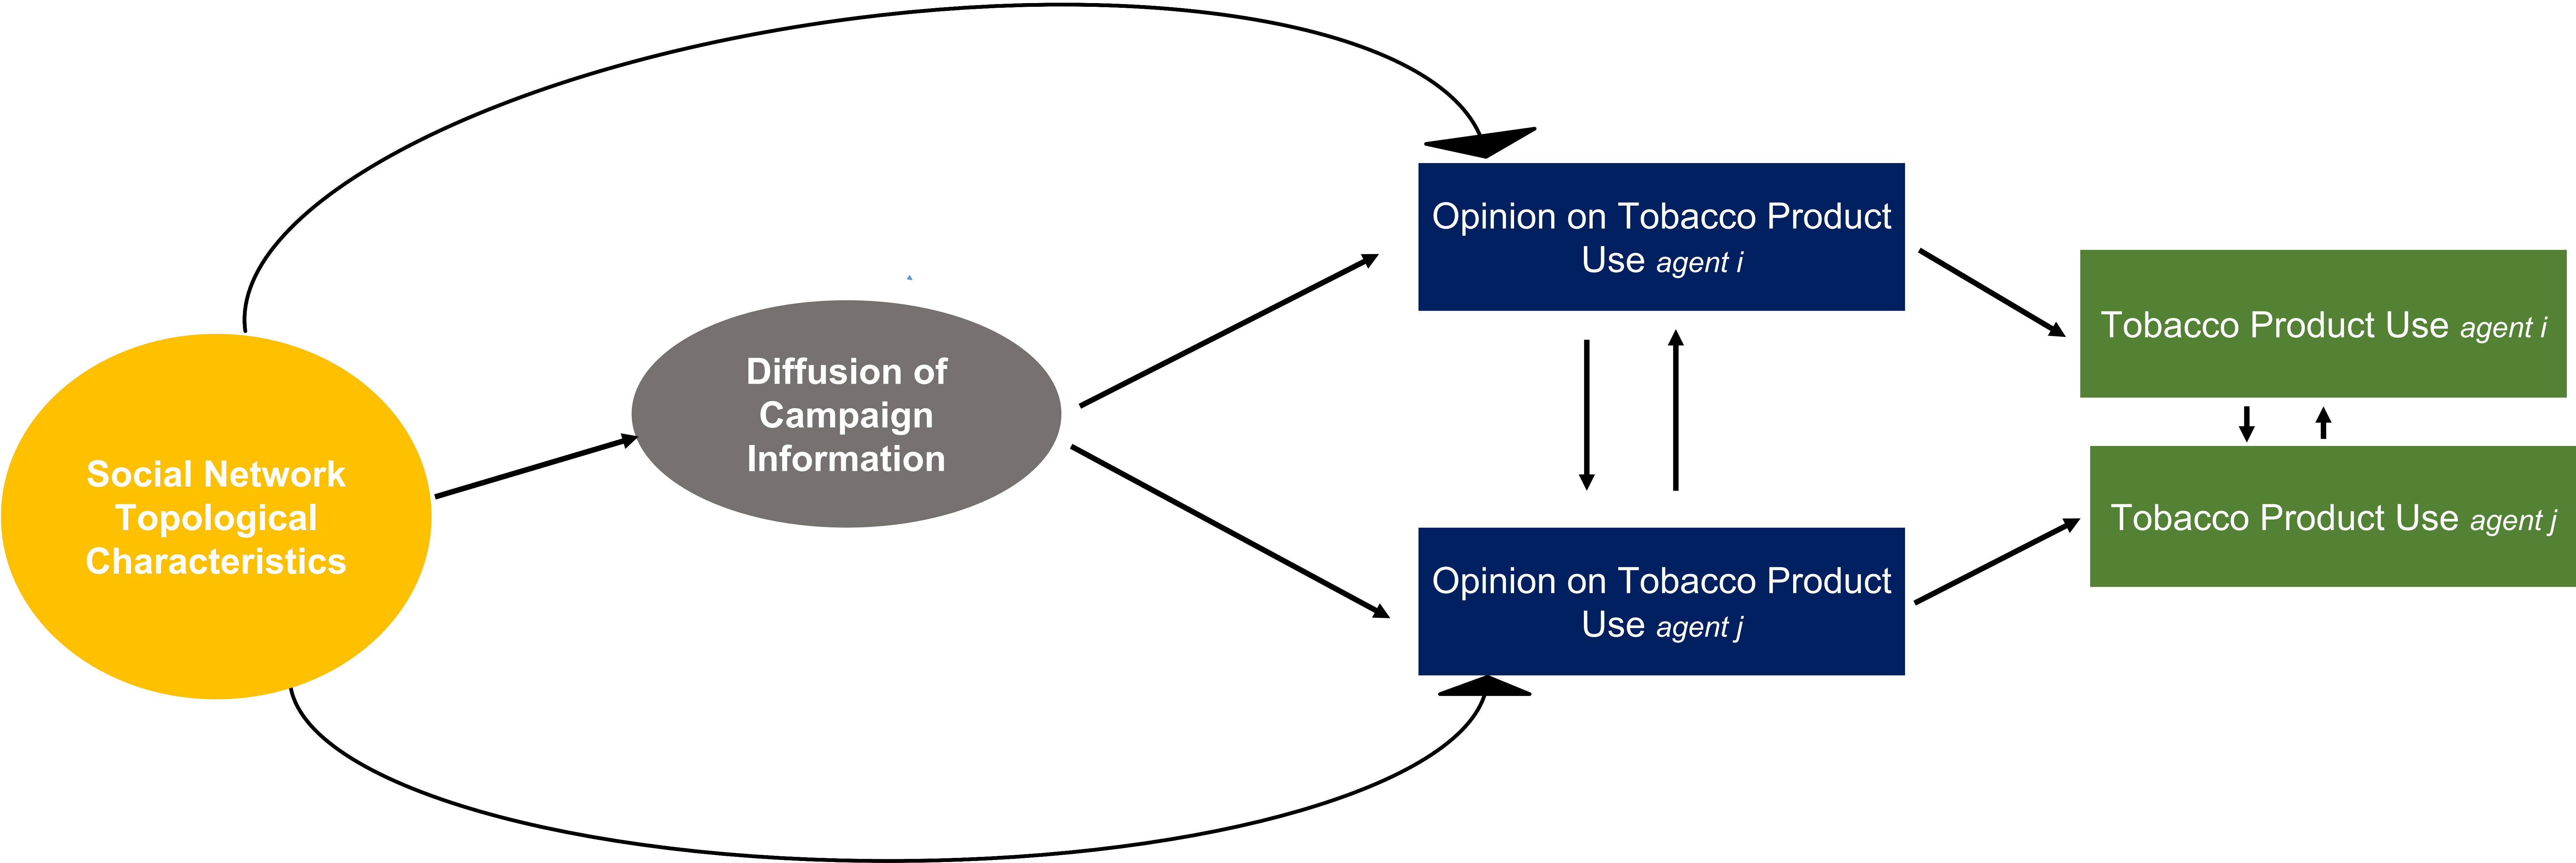 Social Network
Topological
Characteristics
Diffusion of
Campaign
Information
Opinion on Tobacco Product
Use agent i
Opinion on Tobacco Product
Use agent j
Tobacco Product Use agent i
Tobacco Product Use agent j